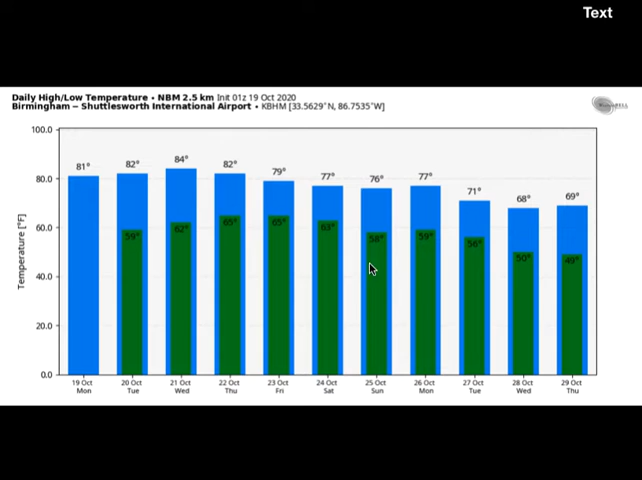 Text
Daily High/Low Temperature • NBM 2.5 km Init 01z 19 Oct 2020
Birmingham − Shuttlesworth International Airport • KBHM [33.5629°N, 86.7535°W]
100.0
80.0
60.0
40.0
20.0
0.0
Temperature [°F]
81° 82° 84° 82° 79° 77° 76° 77° 71° 68° 69°
59° 62° 65° 65° 63° 58° 59° 56° 50° 49°
19 Oct 20 Oct 21 Oct 22 Oct 23 Oct 24 Oct 25 Oct 26 Oct 27 Oct 28 Oct 29 Oct
Mon Tue Wed Thu Fri Sat Sun Mon Tue Wed Thu